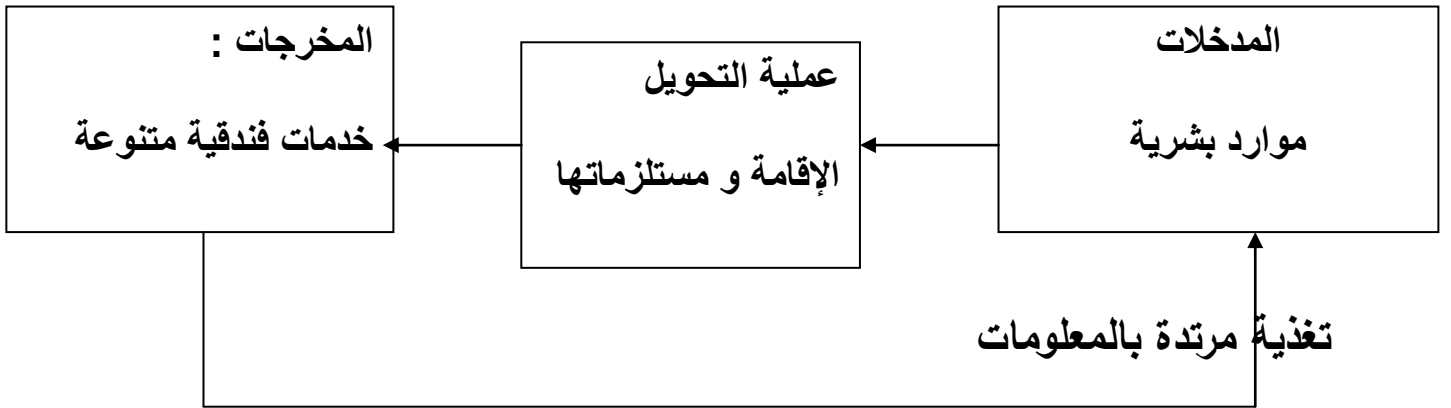 المدخلات
موارد بشرية
عملية التحويل
الإقامة و مستلزماتها
المخرجات :
خدمات فندقية متنوعة
تغذية مرتدة بالمعلومات